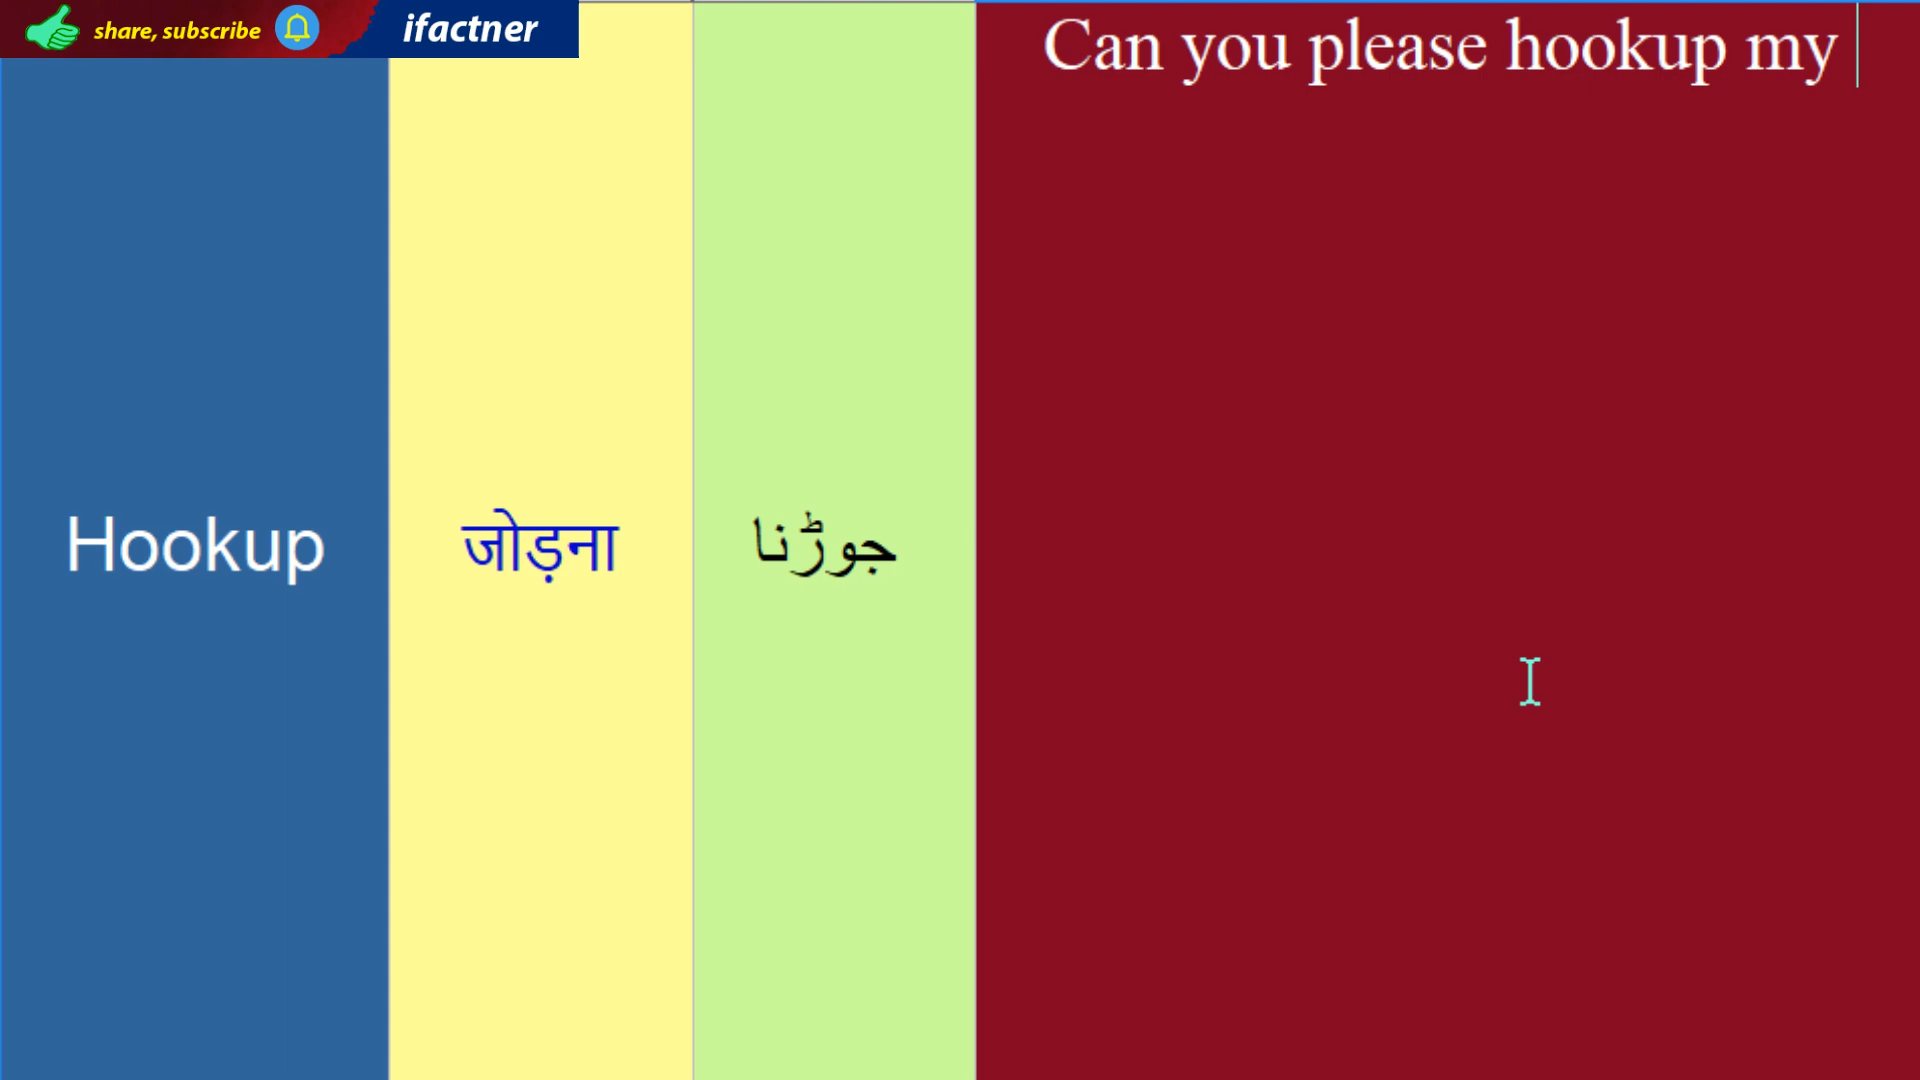 share, subscribe
ifactner
Can you please hookup my
Hookup
जोड़ना
جوڑنا